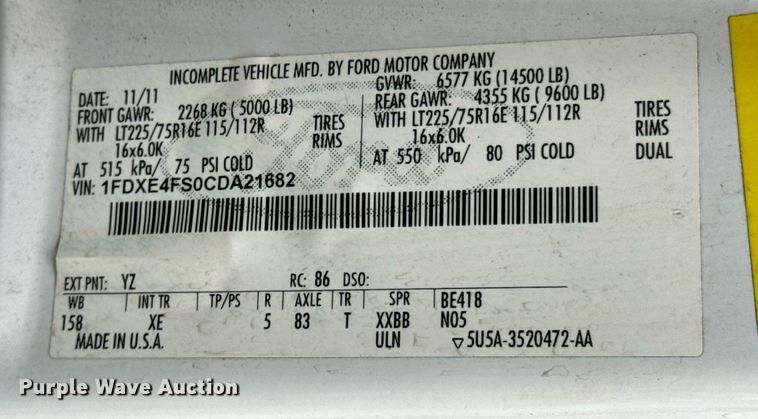 INCOMPLETE VEHICLE MFD. BY FORD MOTOR COMPANY
DATE: 11/11 GVWR: 6577 KG (14500 LB)
FRONT GAWR: 2268 KG (5000 LB) REAR GAWR: 4355 KG (9600 LB)
WITH LT225/75R16E 115/112R TIRES WITH LT225/75R16E 115/112R TIRES
16x6.0K RIMS 16x6.0K RIMS
AT 515 kPa/ 75 PSI COLD AT 550 kPa/ 80 PSI COLD DUAL
VIN: 1FDXE4FS0CDA21682
Ford
EXT PNT: YZ RC: 86 DSO:
WB INT TR TP/PS R AXLE TR SPR BE418
158 XE 5 83 T XXBB N05
MADE IN U.S.A. ULN ▽5U5A-3520472-AA
Purple Wave Auction